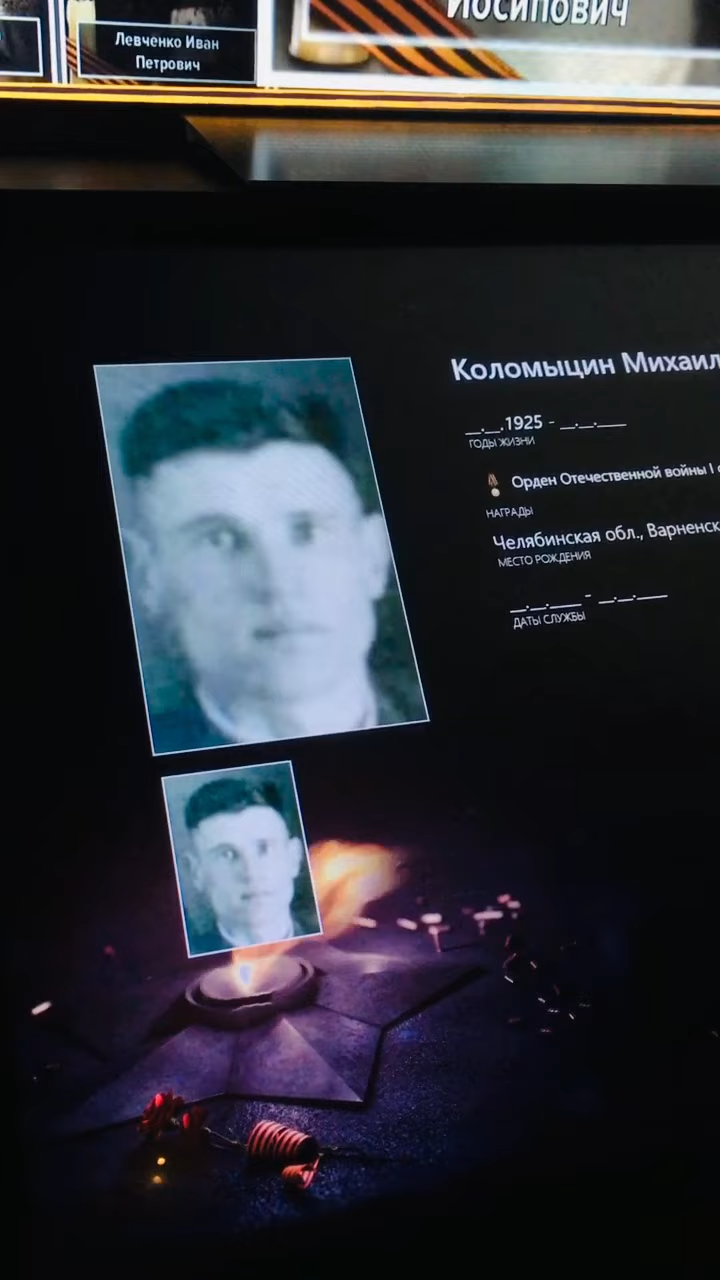 Иосипович
Левченко Иван
Петрович
Коломыцин Михаил
__.__.1925 - __.__.____
ГОДЫ ЖИЗНИ
Орден Отечественной войны I
НАГРАДЫ
Челябинская обл., Варненск
МЕСТО РОЖДЕНИЯ
__.__.____ - __.__.____
ДАТЫ СЛУЖБЫ